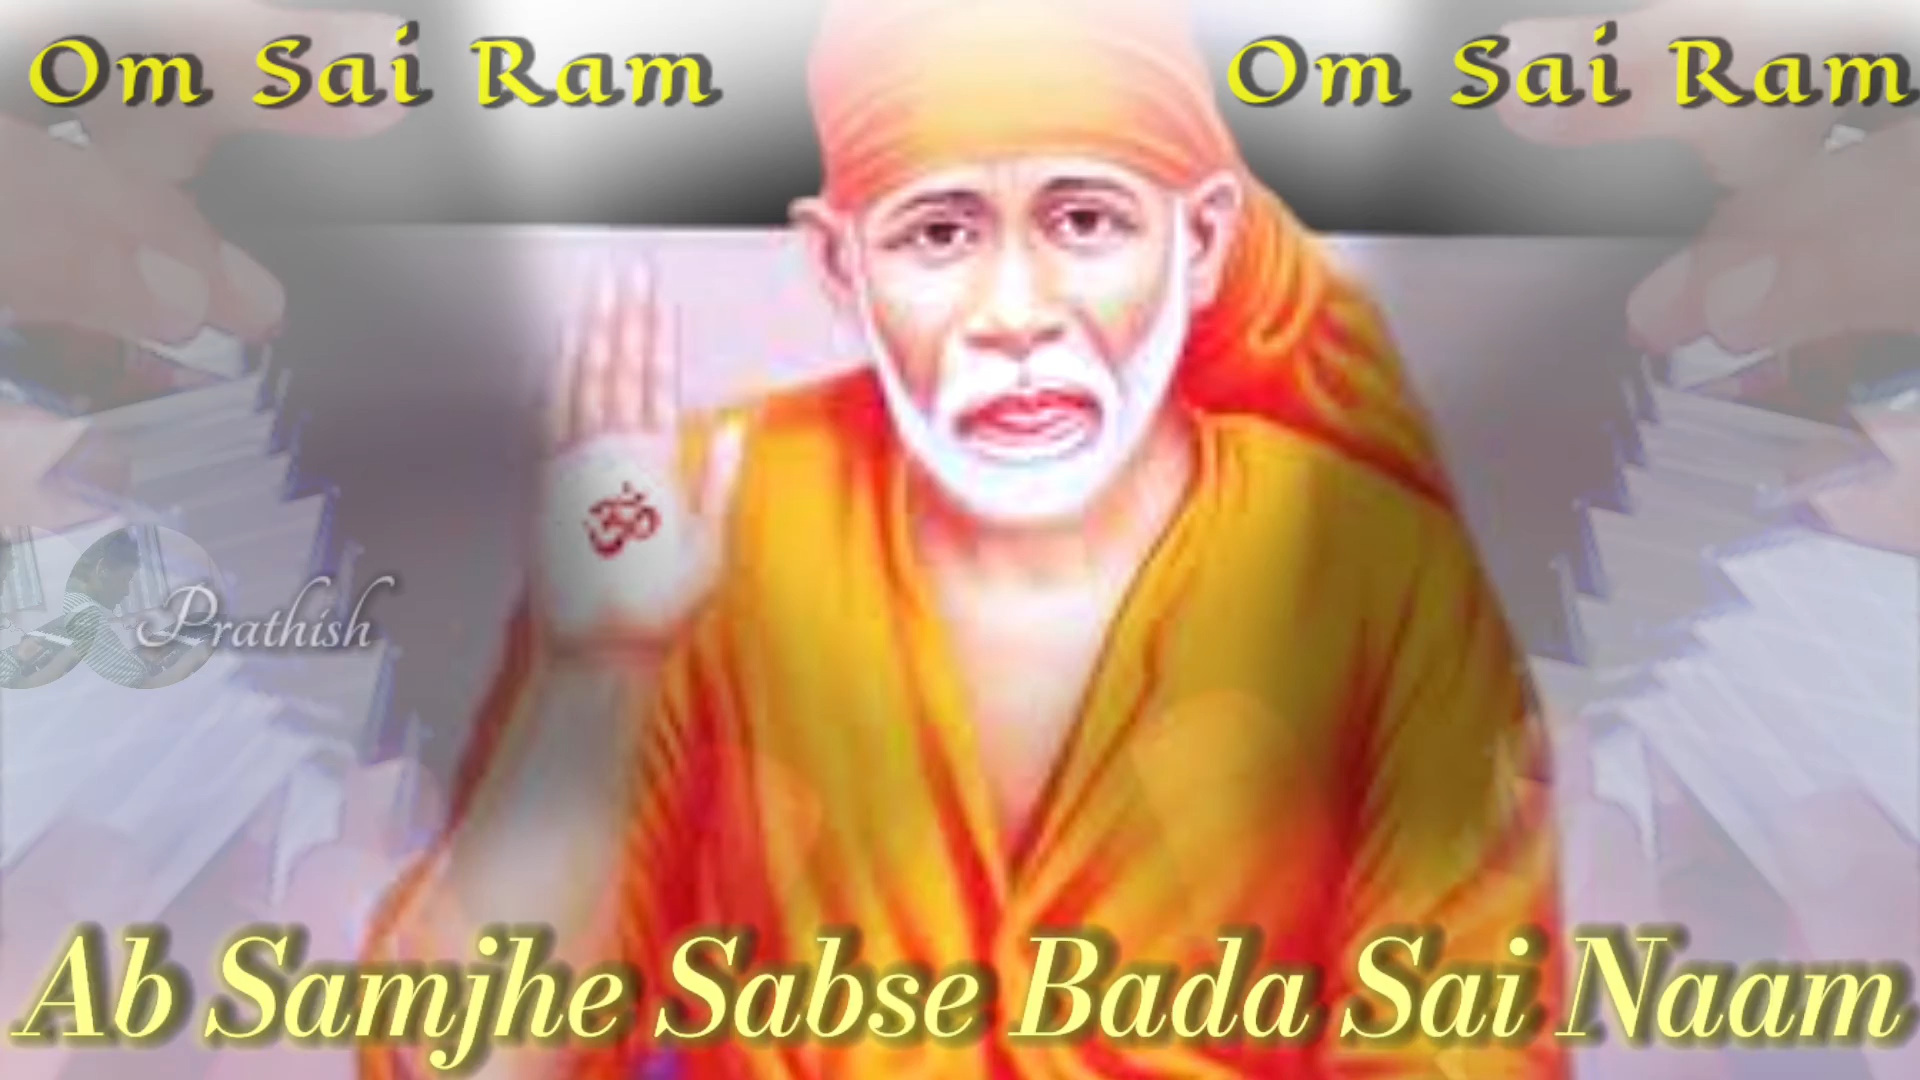 Om Sai Ram
Om Sai Ram
ॐ
Prathish
Ab Samjhe Sabse Bada Sai Naam